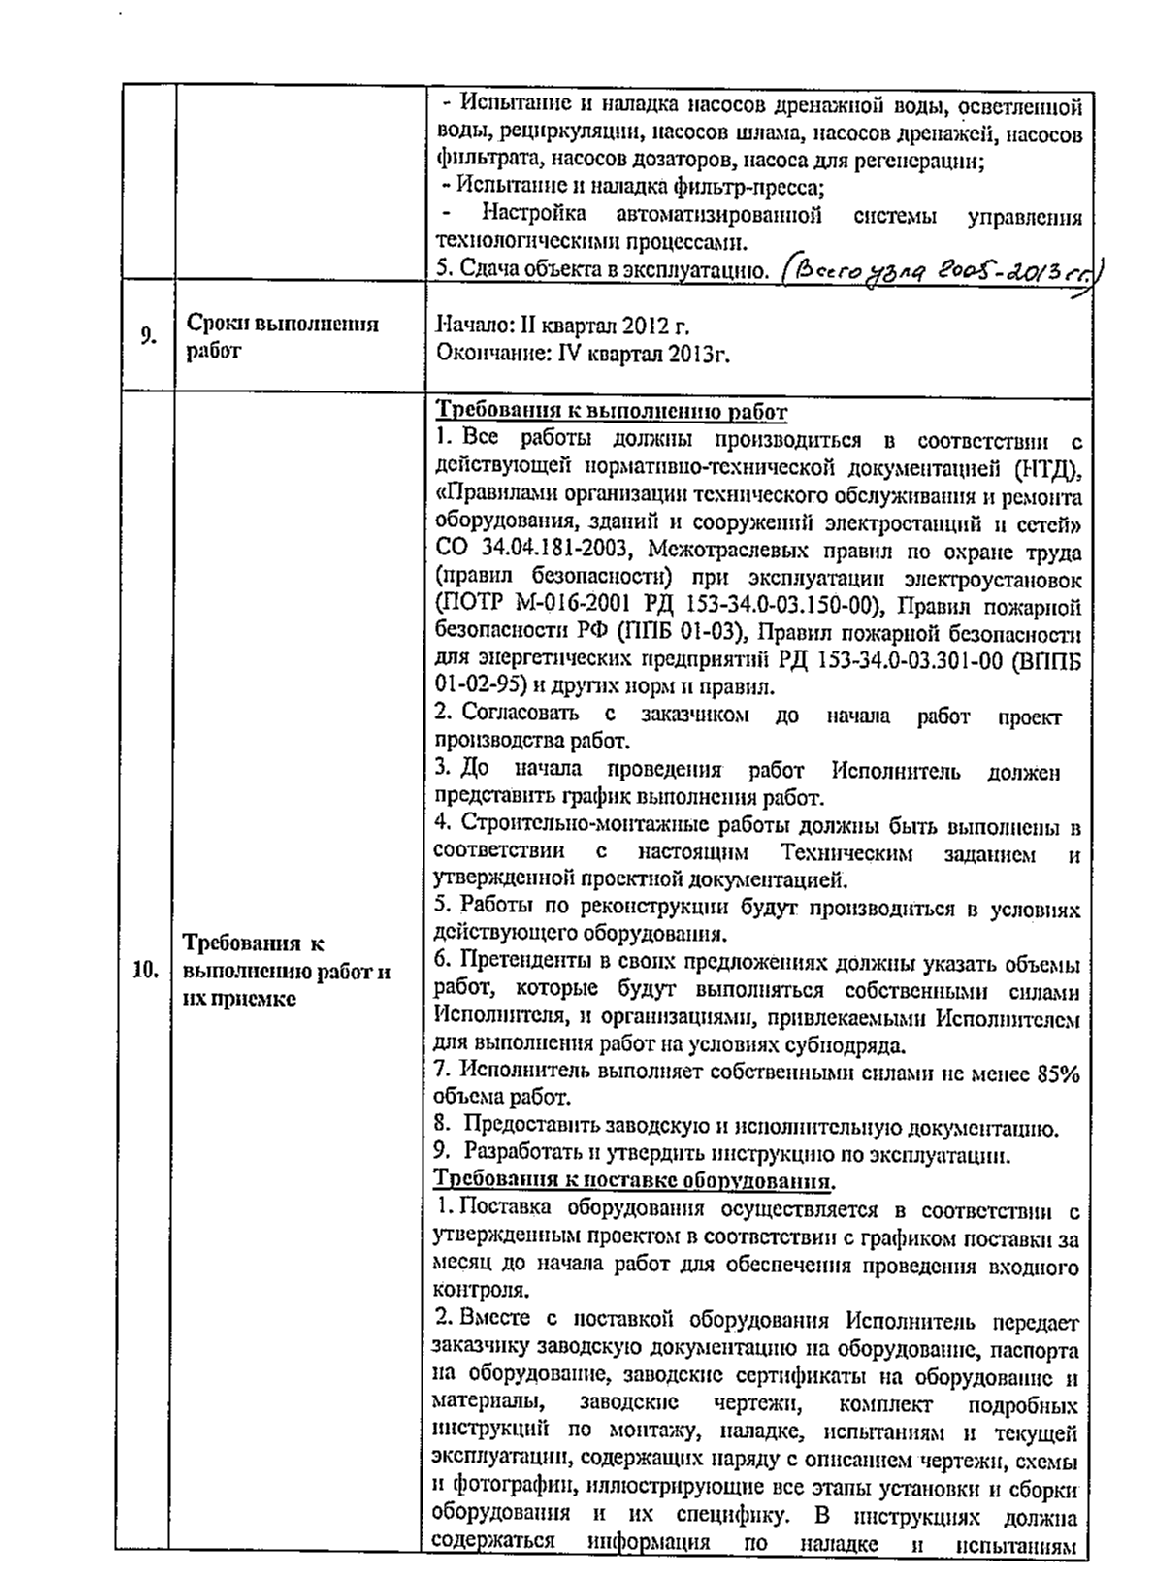 - Испытание и наладка насосов дренажной воды, осветленной
воды, рециркуляции, насосов шлама, насосов дренажей, насосов
фильтрата, насосов дозаторов, насоса для регенерации;
- Испытание и наладка фильтр-пресса;
- Настройка автоматизированной системы управления
технологическими процессами.
5. Сдача объекта в эксплуатацию. (Всего узла 2005-2013 гг.)
9.
Сроки выполнения
работ
Начало: II квартал 2012 г.
Окончание: IV квартал 2013г.
10.
Требования к
выполнению работ и
их приемке
Требования к выполнению работ
1. Все работы должны производиться в соответствии с
действующей нормативно-технической документацией (НТД),
«Правилами организации технического обслуживания и ремонта
оборудования, зданий и сооружений электростанций и сетей»
СО 34.04.181-2003, Межотраслевых правил по охране труда
(правил безопасности) при эксплуатации электроустановок
(ПОТР М-016-2001 РД 153-34.0-03.150-00), Правил пожарной
безопасности РФ (ППБ 01-03), Правил пожарной безопасности
для энергетических предприятий РД 153-34.0-03.301-00 (ВППБ
01-02-95) и других норм и правил.
2. Согласовать с заказчиком до начала работ проект
производства работ.
3. До начала проведения работ Исполнитель должен
представить график выполнения работ.
4. Строительно-монтажные работы должны быть выполнены в
соответствии с настоящим Техническим заданием и
утвержденной проектной документацией.
5. Работы по реконструкции будут производиться в условиях
действующего оборудования.
6. Претенденты в своих предложениях должны указать объемы
работ, которые будут выполняться собственными силами
Исполнителя, и организациями, привлекаемыми Исполнителем
для выполнения работ на условиях субподряда.
7. Исполнитель выполняет собственными силами не менее 85%
объема работ.
8. Предоставить заводскую и исполнительную документацию.
9. Разработать и утвердить инструкцию по эксплуатации.
Требования к поставке оборудования.
1. Поставка оборудования осуществляется в соответствии с
утвержденным проектом в соответствии с графиком поставки за
месяц до начала работ для обеспечения проведения входного
контроля.
2. Вместе с поставкой оборудования Исполнитель передает
заказчику заводскую документацию на оборудование, паспорта
на оборудование, заводские сертификаты на оборудование и
материалы, заводские чертежи, комплект подробных
инструкций по монтажу, наладке, испытаниям и текущей
эксплуатации, содержащих наряду с описанием чертежи, схемы
и фотографии, иллюстрирующие все этапы установки и сборки
оборудования и их специфику. В инструкциях должна
содержаться информация по наладке и испытаниям